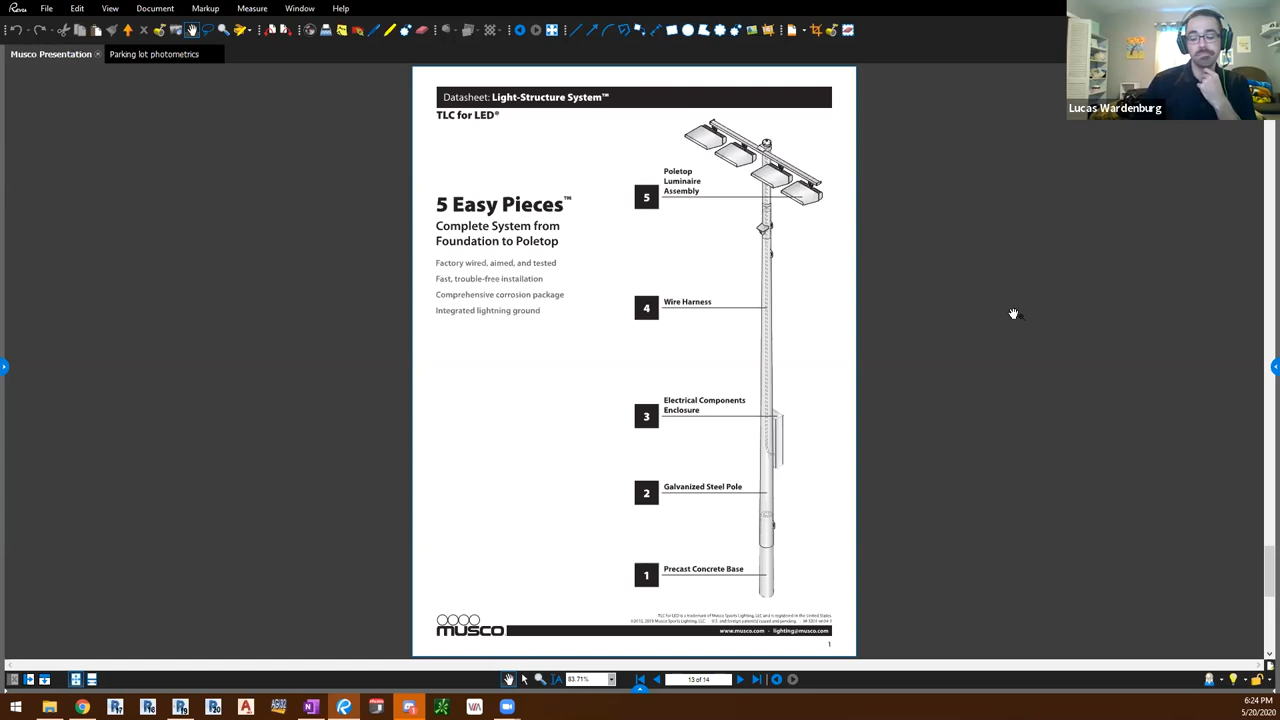 Revu
File Edit View Document Markup Measure Window Help
Musco Presentation
Parking lot photometrics
Lucas Wardenburg
Datasheet: Light-Structure System™
TLC for LED®
5 Easy Pieces™
Complete System from
Foundation to Poletop
Factory wired, aimed, and tested
Fast, trouble-free installation
Comprehensive corrosion package
Integrated lightning ground
5
Poletop
Luminaire
Assembly
4
Wire Harness
3
Electrical Components
Enclosure
2
Galvanized Steel Pole
1
Precast Concrete Base
musco
www.musco.com · lighting@musco.com
1
83.71%
13 of 14
6:24 PM
5/20/2020